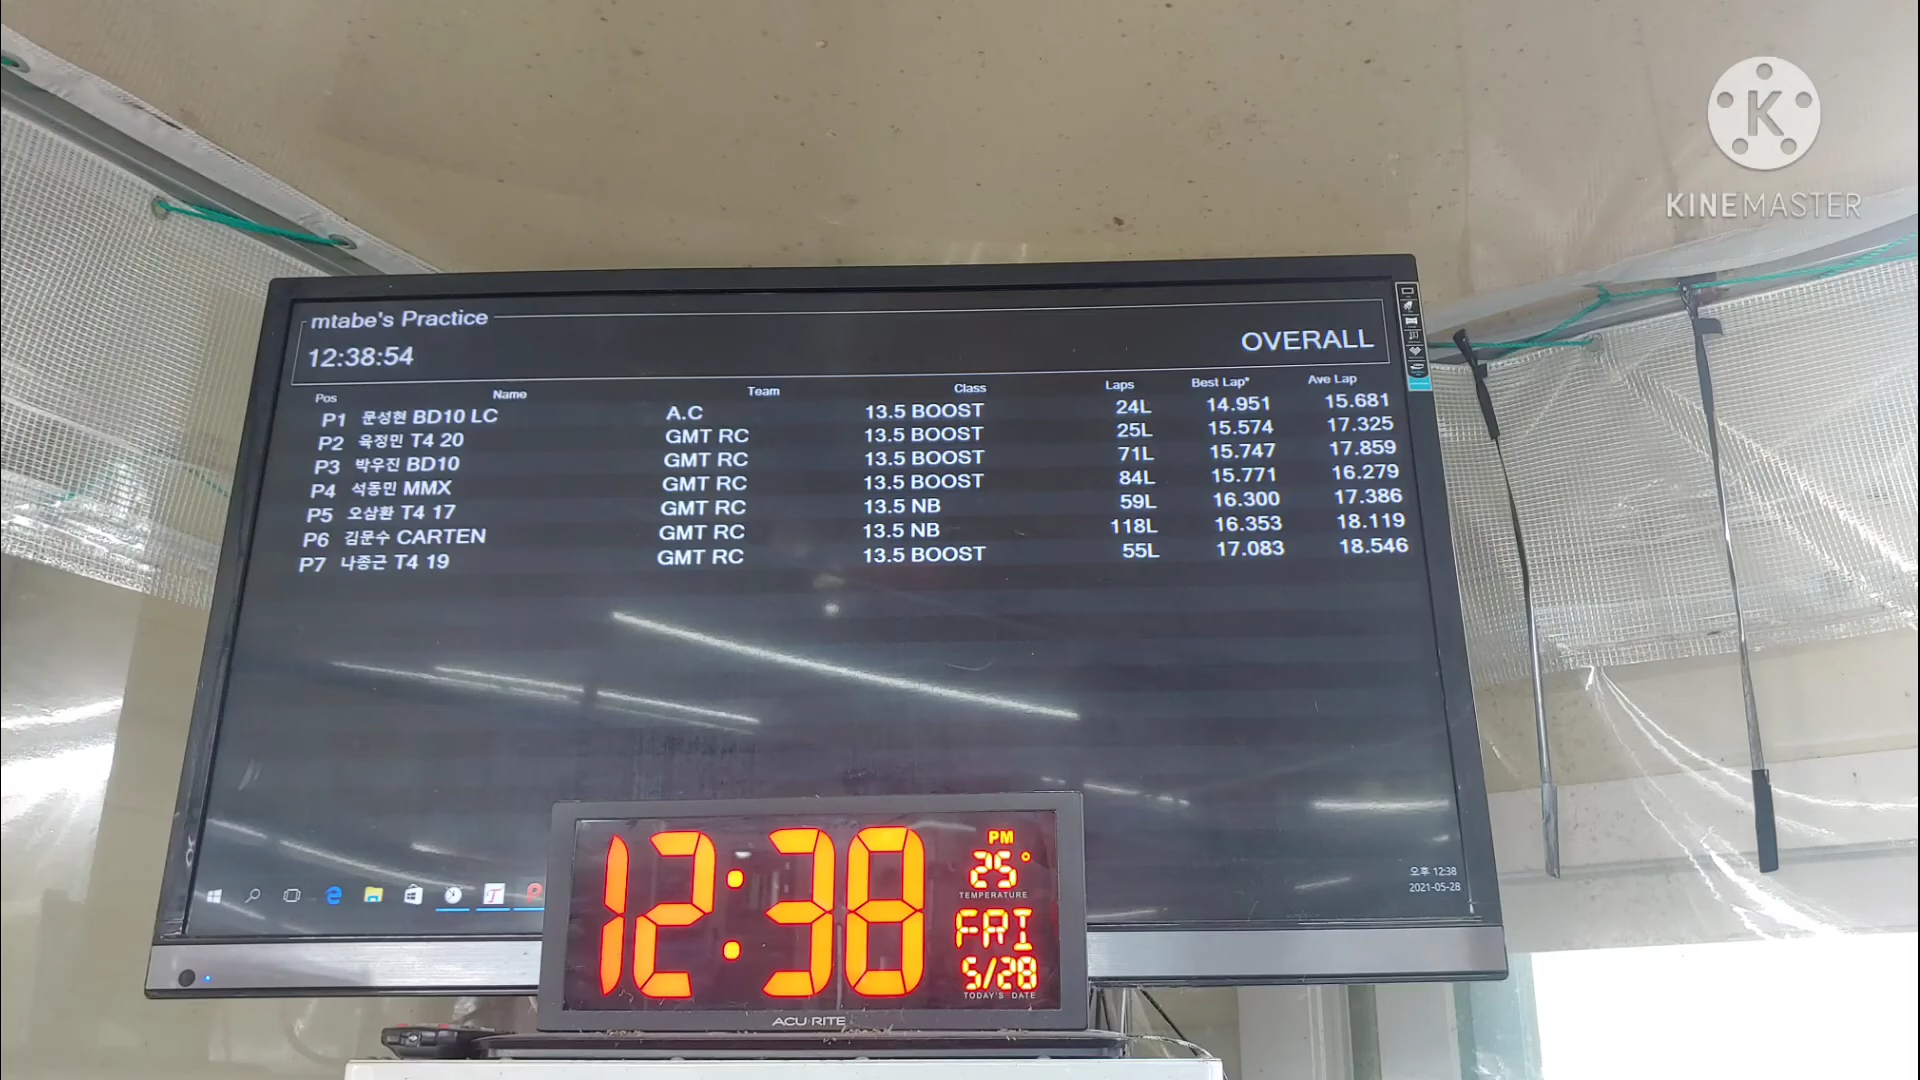 K
KINEMASTER
mtabe's Practice
12:38:54
OVERALL
Pos Name Team Class Laps Best Lap* Ave Lap
P1 문성현 BD10 LC A.C 13.5 BOOST 24L 14.951 15.681
P2 육정민 T4 20 GMT RC 13.5 BOOST 25L 15.574 17.325
P3 박우진 BD10 GMT RC 13.5 BOOST 71L 15.747 17.859
P4 석동민 MMX GMT RC 13.5 BOOST 84L 15.771 16.279
P5 오삼환 T4 17 GMT RC 13.5 NB 59L 16.300 17.386
P6 김문수 CARTEN GMT RC 13.5 NB 118L 16.353 18.119
P7 나종근 T4 19 GMT RC 13.5 BOOST 55L 17.083 18.546
오후 12:38
2021-05-28
12:38
PM
25°
TEMPERATURE
FRI
5/28
TODAY'S DATE
ACU RITE